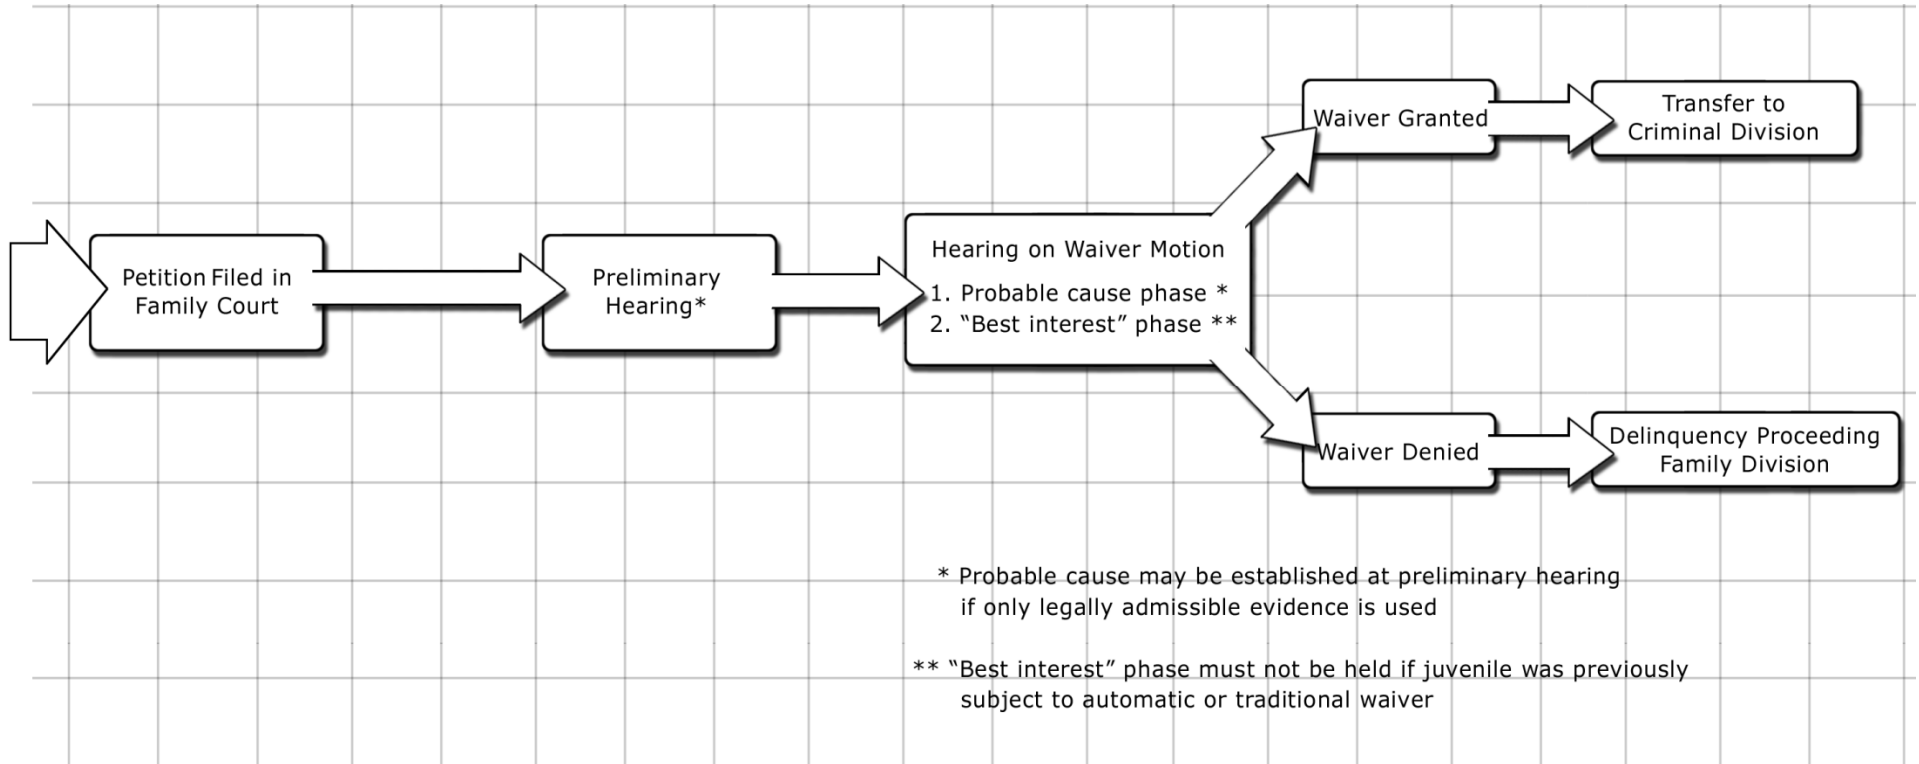 Petition Filed in
Family Court
Preliminary
Hearing*
Hearing on Waiver Motion
1. Probable cause phase *
2. “Best interest” phase **
Waiver Granted
Transfer to
Criminal Division
Waiver Denied
Delinquency Proceeding
Family Division
* Probable cause may be established at preliminary hearing
if only legally admissible evidence is used
** “Best interest” phase must not be held if juvenile was previously
subject to automatic or traditional waiver